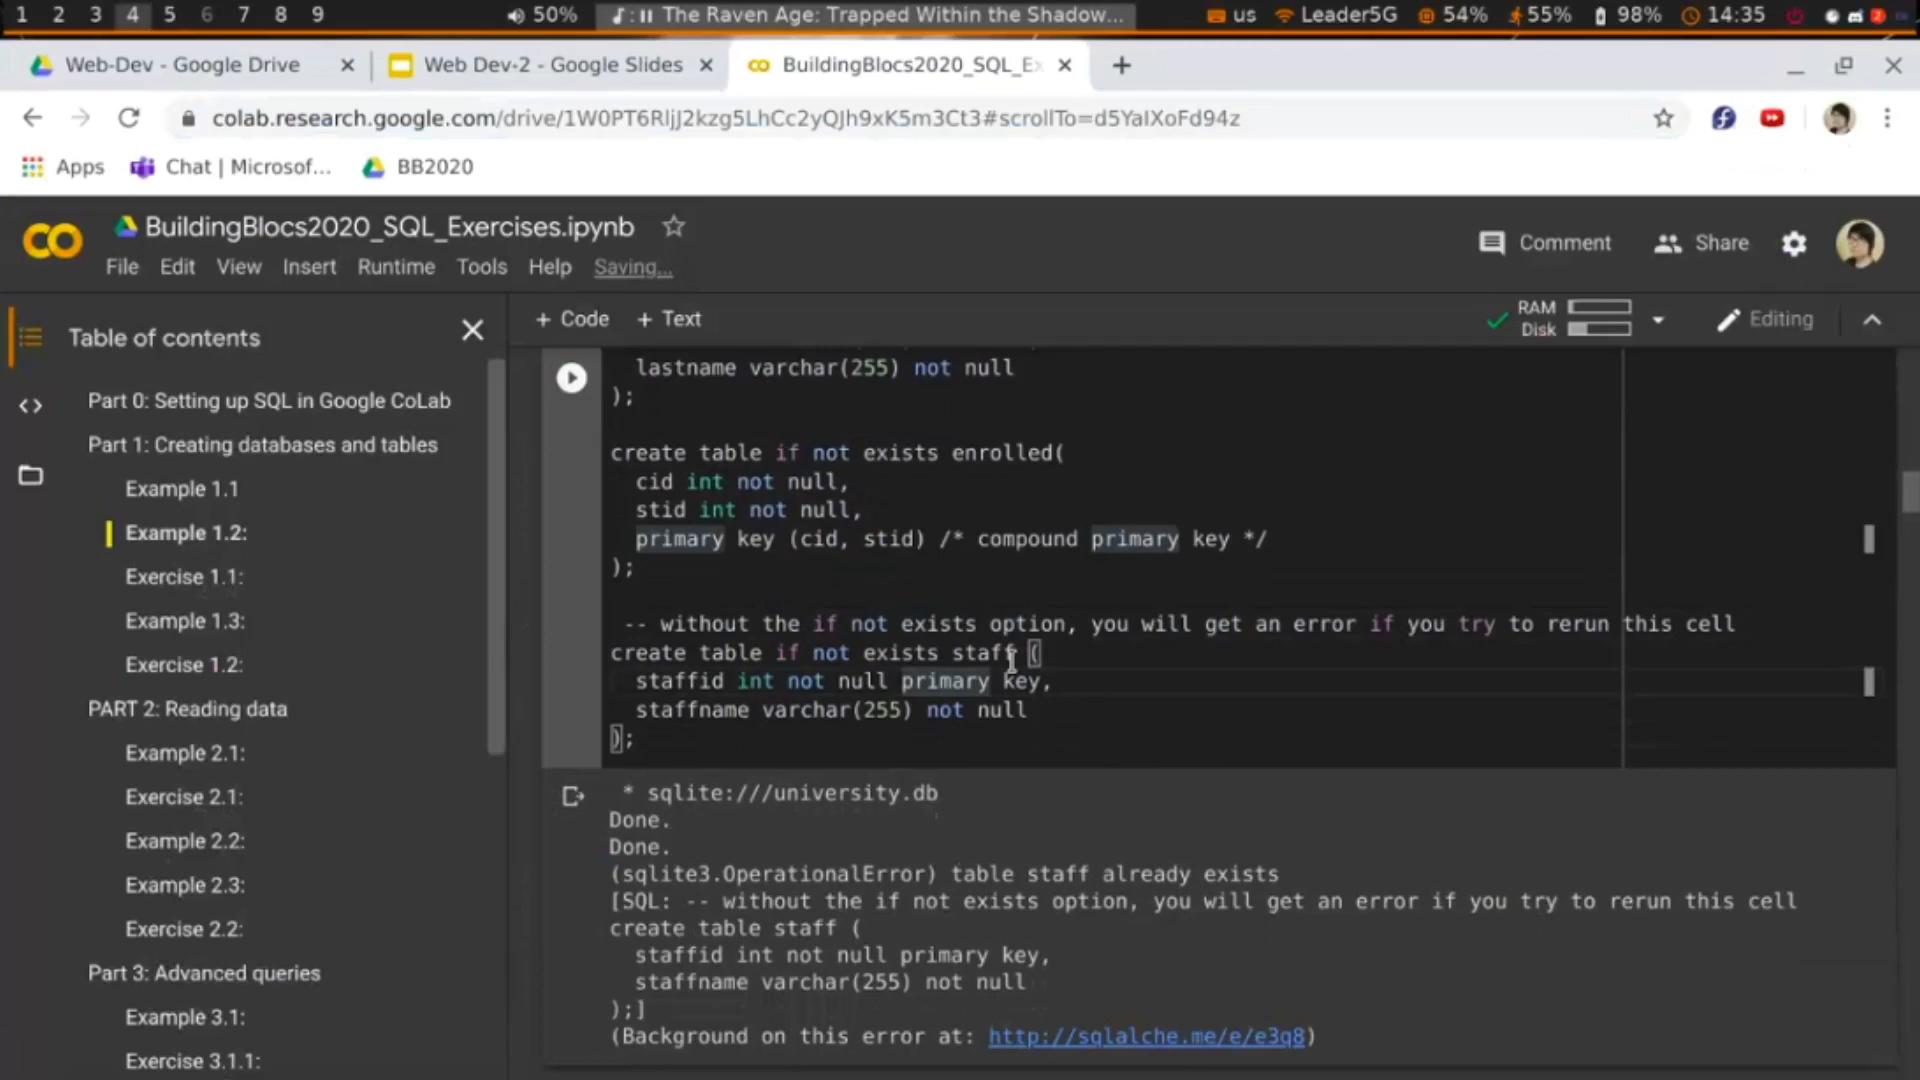 1 2 3 4 5 6 7 8 9 50% The Raven Age: Trapped Within the Shadow... us Leader5G 54% 55% 98% 14:35
Web-Dev - Google Drive Web Dev-2 - Google Slides BuildingBlocs2020_SQL_Ex
colab.research.google.com/drive/1W0PT6RljJ2kzg5LhCc2yQJh9xK5m3Ct3#scrollTo=d5YaIXoFd94z
Apps Chat | Microsof... BB2020
BuildingBlocs2020_SQL_Exercises.ipynb
Comment Share
File Edit View Insert Runtime Tools Help Saving...
Table of contents
+ Code + Text
RAM
Disk
Editing
Part 0: Setting up SQL in Google CoLab
Part 1: Creating databases and tables
Example 1.1
Example 1.2:
Exercise 1.1:
Example 1.3:
Exercise 1.2:
PART 2: Reading data
Example 2.1:
Exercise 2.1:
Example 2.2:
Example 2.3:
Exercise 2.2:
Part 3: Advanced queries
Example 3.1:
Exercise 3.1.1:
lastname varchar(255) not null
);
create table if not exists enrolled(
cid int not null,
stid int not null,
primary key (cid, stid) /* compound primary key */
);
-- without the if not exists option, you will get an error if you try to rerun this cell
create table if not exists staff (
staffid int not null primary key,
staffname varchar(255) not null
);
* sqlite:///university.db
Done.
Done.
(sqlite3.OperationalError) table staff already exists
[SQL: -- without the if not exists option, you will get an error if you try to rerun this cell
create table staff (
staffid int not null primary key,
staffname varchar(255) not null
);]
(Background on this error at: http://sqlalche.me/e/e3q8)